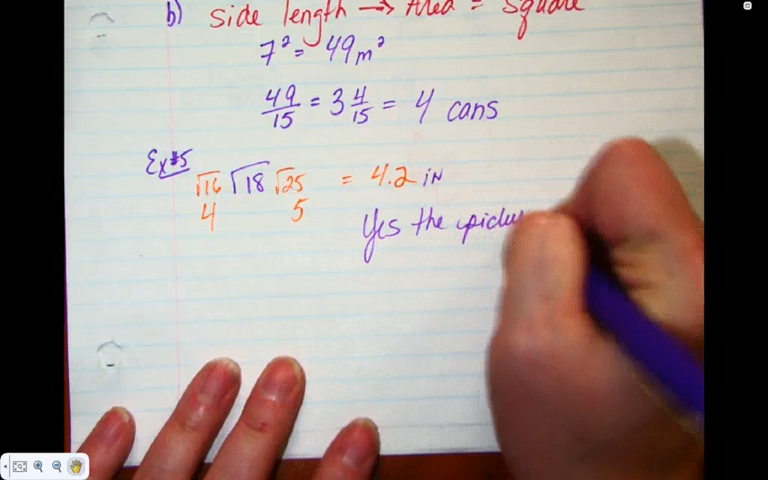 b) side length → Area = Square
7² = 49m²
49/15 = 3 4/15 = 4 cans
Ex #5
√16 √18 √25 = 4.2 in
4 5
Yes the